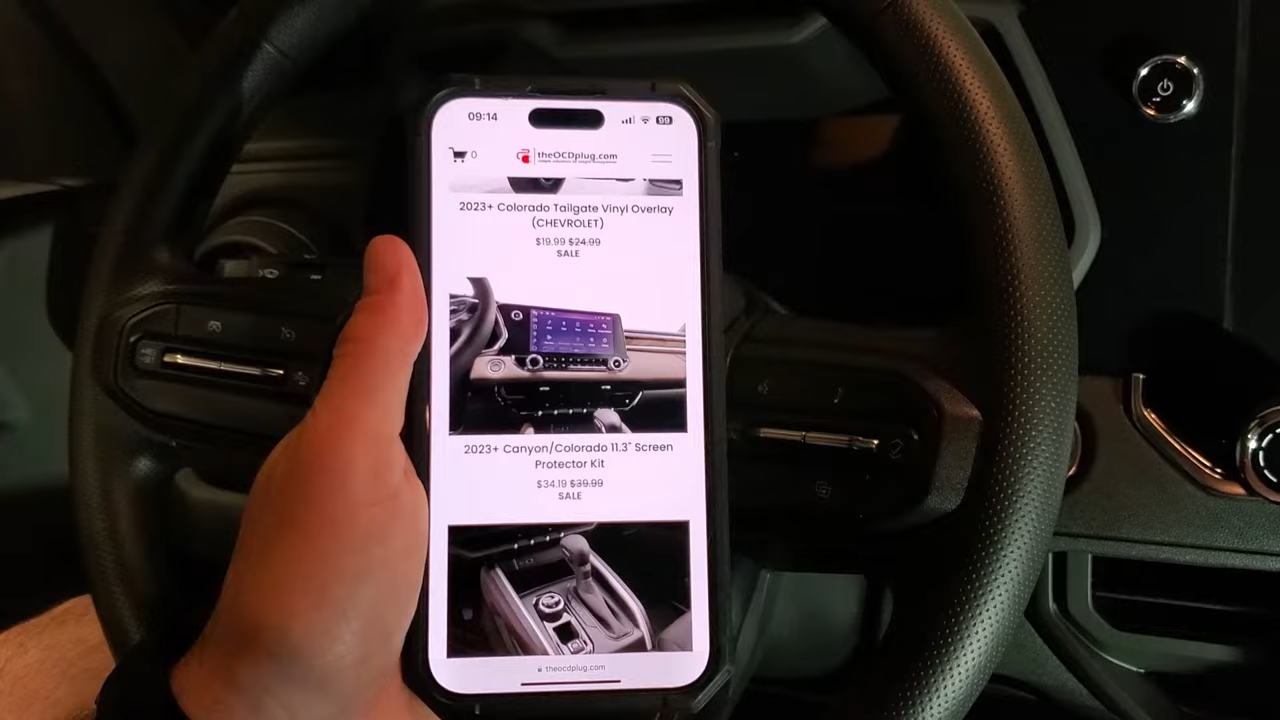 09:14
99
0
theOCDplug.com
2023+ Colorado Tailgate Vinyl Overlay
(CHEVROLET)
$19.99 $24.99
SALE
2023+ Canyon/Colorado 11.3" Screen
Protector Kit
$34.19 $39.99
SALE
theocdplug.com